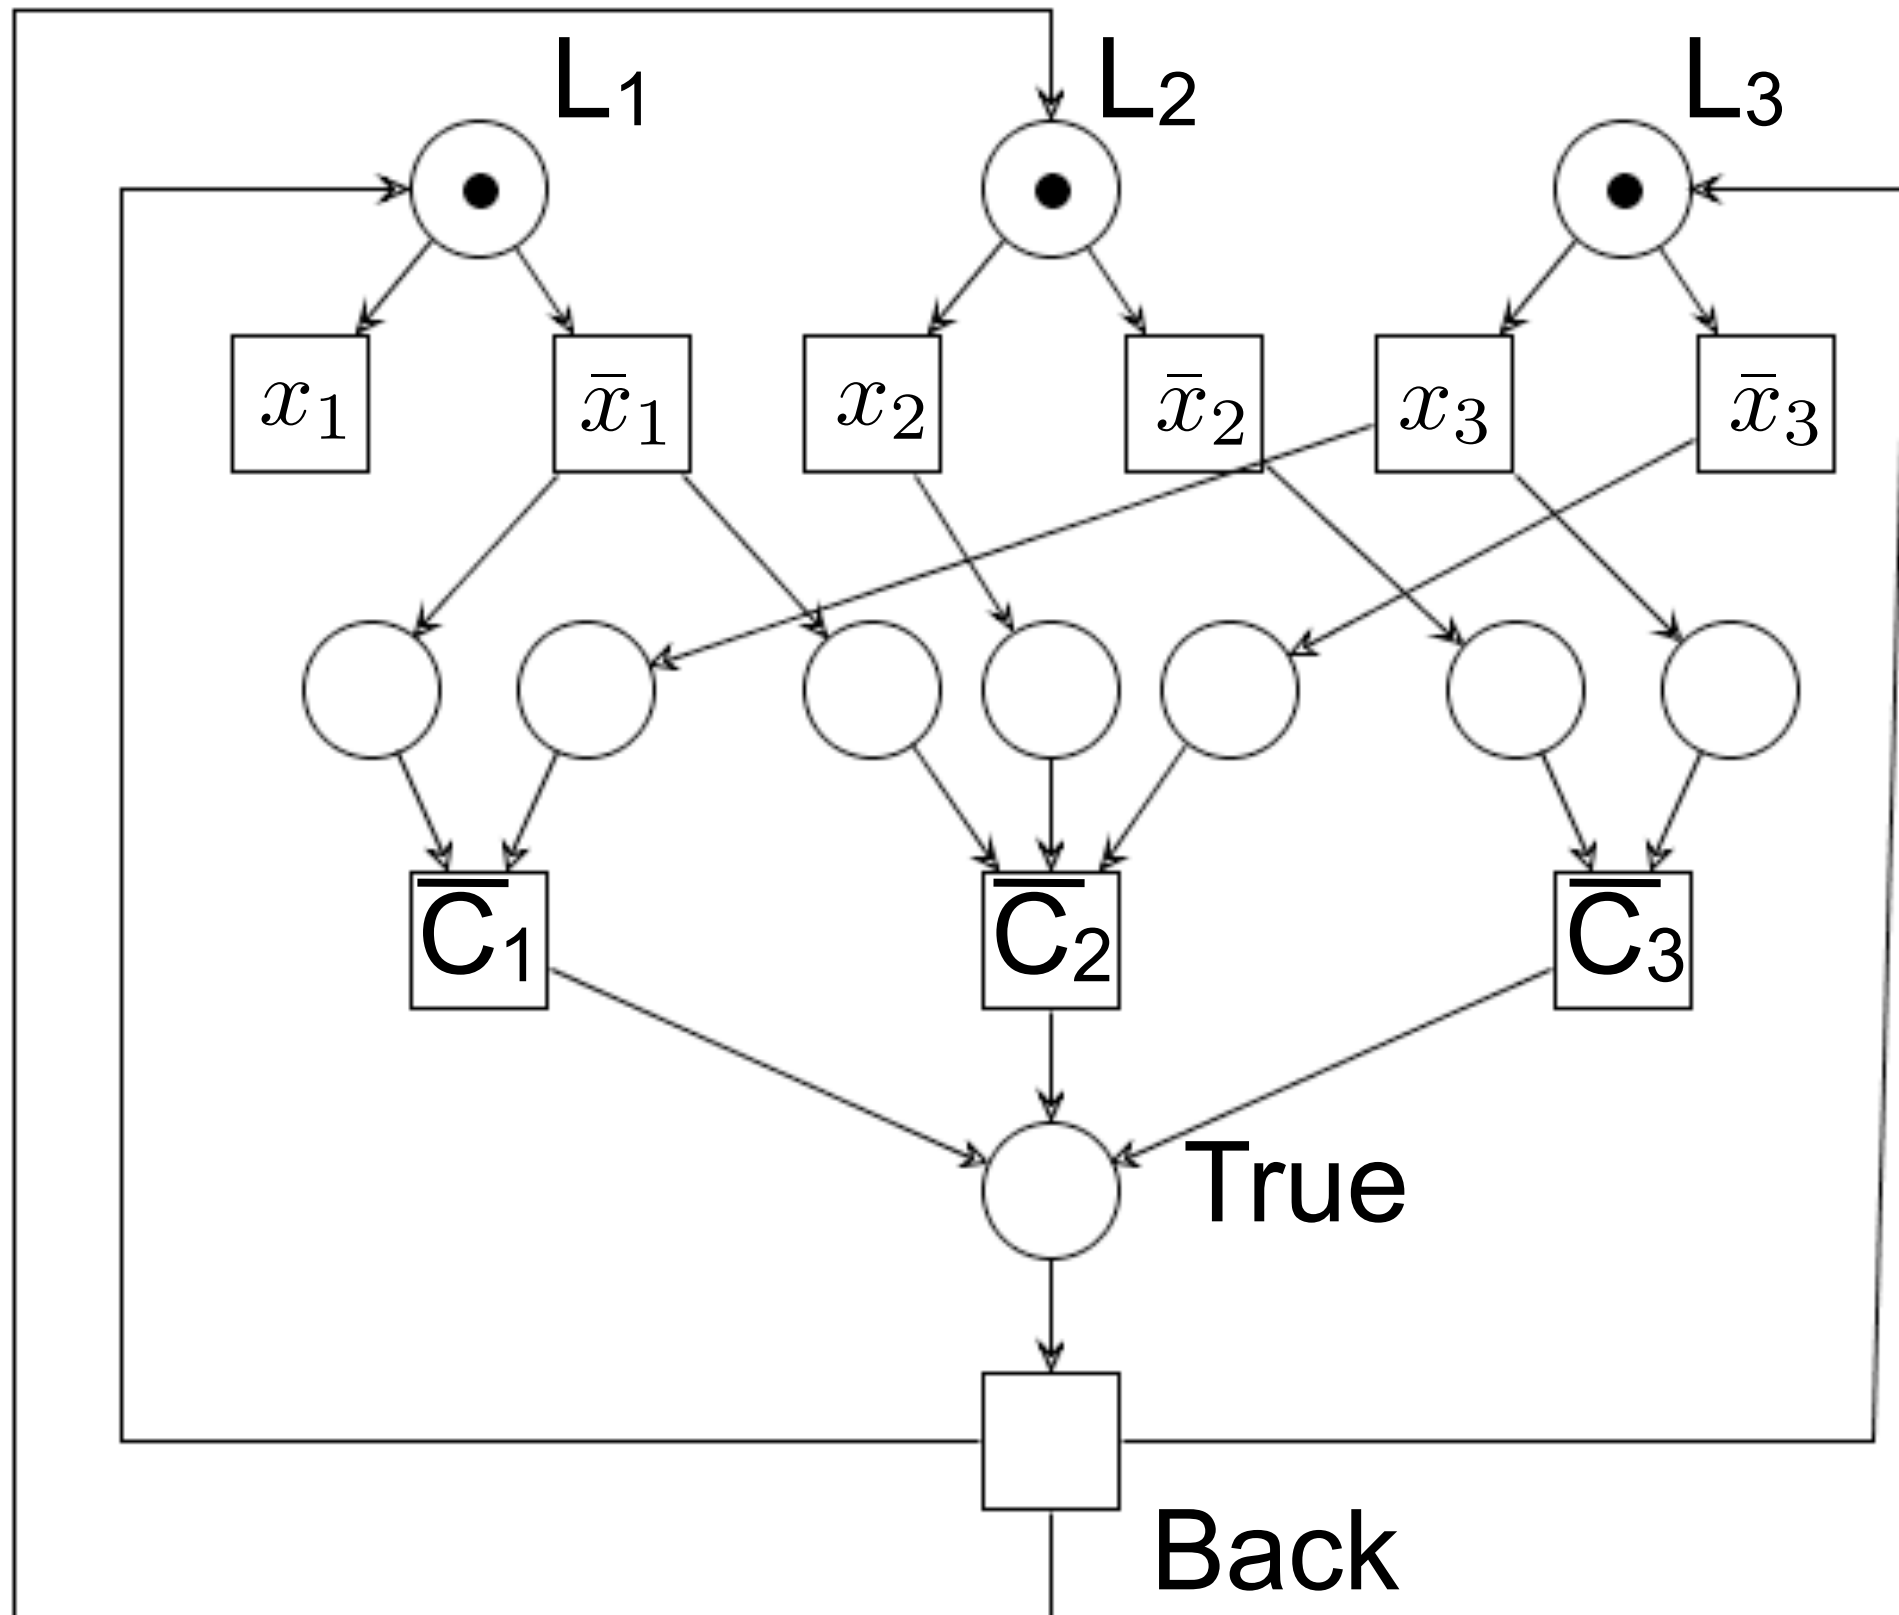 L₁ L₂ L₃
x₁ x̄₁ x₂ x̄₂ x₃ x̄₃
C̅₁ C̅₂ C̅₃
True
Back